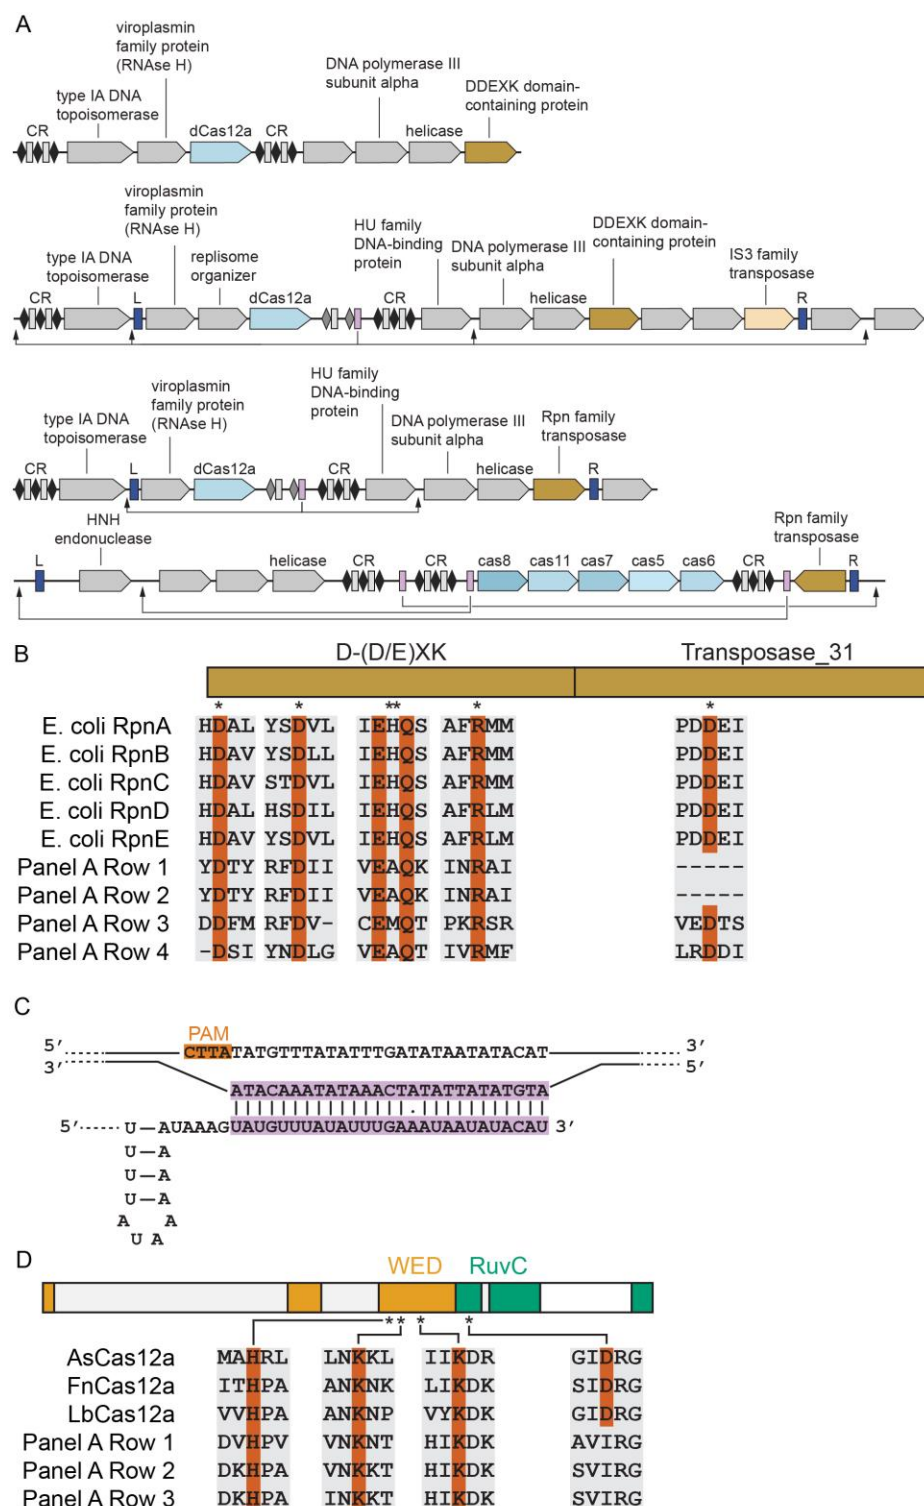 A
viroplasmin
family protein
(RNAse H)
DNA polymerase III
subunit alpha
DDEXK domain-
containing protein
type IA DNA
topoisomerase
CR
dCas12a
CR
helicase
viroplasmin
family protein
(RNAse H)
HU family
DNA-binding
protein
DDEXK domain-
containing protein
type IA DNA
topoisomerase
replisome
organizer
DNA polymerase III
subunit alpha
IS3 family
transposase
CR
L
dCas12a
CR
helicase
R
viroplasmin
family protein
(RNAse H)
HU family
DNA-binding
protein
type IA DNA
topoisomerase
DNA polymerase III
subunit alpha
Rpn family
transposase
CR
L
dCas12a
CR
helicase
R
HNH
endonuclease
Rpn family
transposase
L
helicase
CR
CR
cas8
cas11
cas7
cas5
cas6
CR
R
B
D-(D/E)XK
Transposase_31
* * ** * *
E. coli RpnA HDALYSDVL IEHQS AFRMM PDDEI
E. coli RpnB HDAV YSDLL IEHQS AFRMM PDDEI
E. coli RpnC HDAV STDVL IEHQS AFRMM PDDEI
E. coli RpnD HDAL HSDIL IEHQS AFRLM PDDEI
E. coli RpnE HDAV YSDVL IEHQS AFRLM PDDEI
Panel A Row 1 YDTY RFDII VEAQK INRAI -----
Panel A Row 2 YDTY RFDII VEAQK INRAI -----
Panel A Row 3 DDFM RFDV- CEMQT PKRSR VEDTS
Panel A Row 4 -DSI YNDLG VEAQT IVRMF LRDDI
C
PAM
5′ CTTATATGTTTATATTTGATATAATATACAT 3′
3′ 5′
ATACAAATATAAACTATATTATATGTA
5′ U—AUAAAGUAUGUUUAUAUUUGAAAUAAUAUACAU 3′
U—A
U—A
U—A
A A
U A
D
WED
RuvC
** * *
AsCas12a MAHRL LNKKL IIKDR GIDRG
FnCas12a ITHPA ANKNK LIKDK SIDRG
LbCas12a VVHPA ANKNP VYKDK GIDRG
Panel A Row 1 DVHPV VNKNT HIKDK AVIRG
Panel A Row 2 DKHPA VNKKT HIKDK SVIRG
Panel A Row 3 DKHPA INKKT HIKDK SVIRG